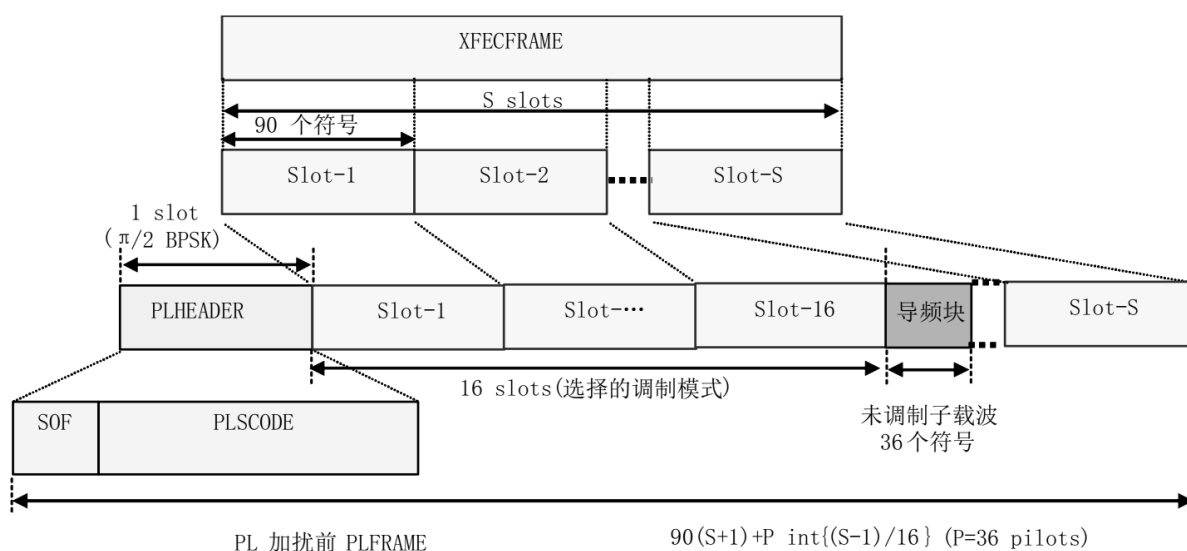 XFECFRAME
S slots
90 个符号
Slot-1
Slot-2
Slot-S
1 slot
(π/2 BPSK)
PLHEADER
Slot-1
Slot-···
Slot-16
导频块
Slot-S
16 slots(选择的调制模式)
SOF
PLSCODE
未调制子载波
36个符号
PL 加扰前 PLFRAME
90(S+1)+P int{(S-1)/16} (P=36 pilots)